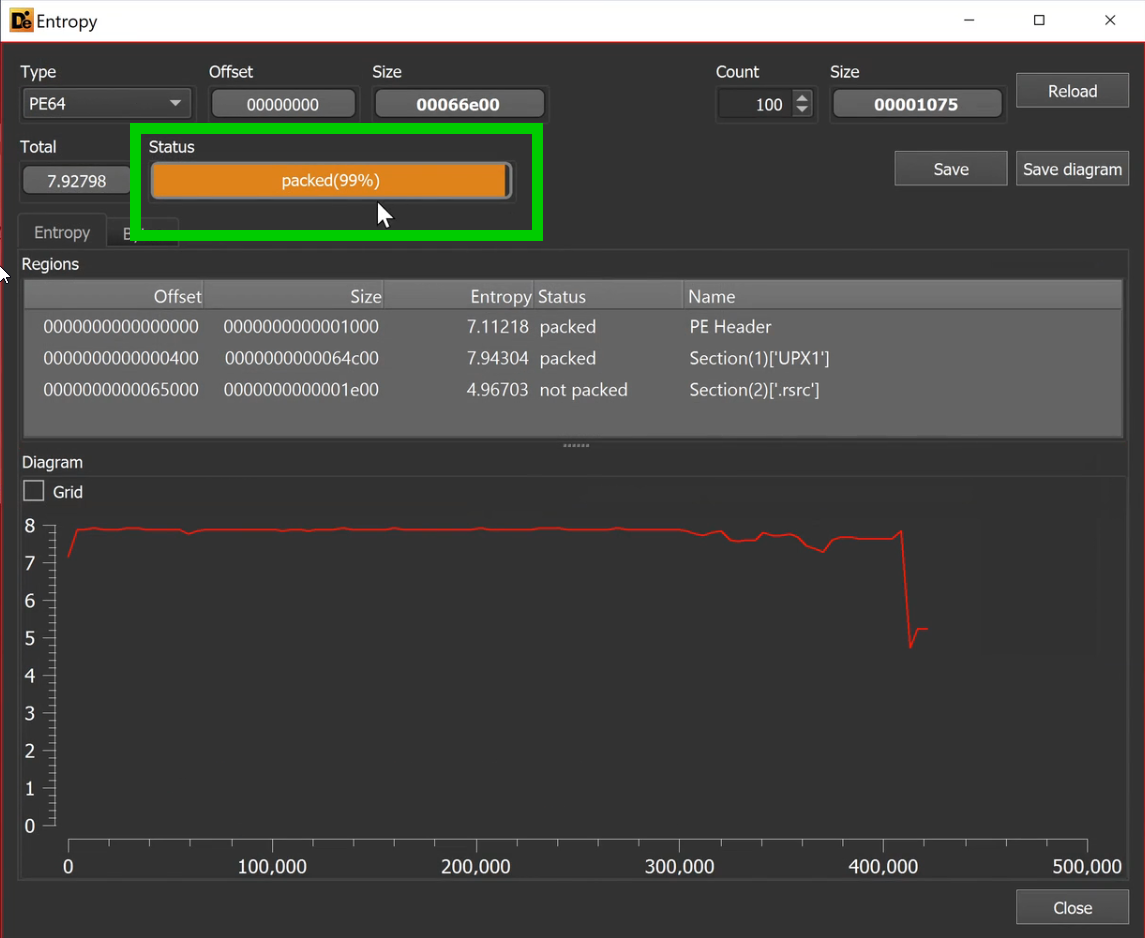 De Entropy
Type Offset Size Count Size
PE64 00000000 00066e00 100 00001075 Reload
Total Status
7.92798 packed(99%) Save Save diagram
Entropy
Regions
Offset Size Entropy Status Name
0000000000000000 0000000000001000 7.11218 packed PE Header
0000000000000400 0000000000064c00 7.94304 packed Section(1)['UPX1']
0000000000065000 0000000000001e00 4.96703 not packed Section(2)['.rsrc']
Diagram
Grid
8
7
6
5
4
3
2
1
0
0 100,000 200,000 300,000 400,000 500,000
Close